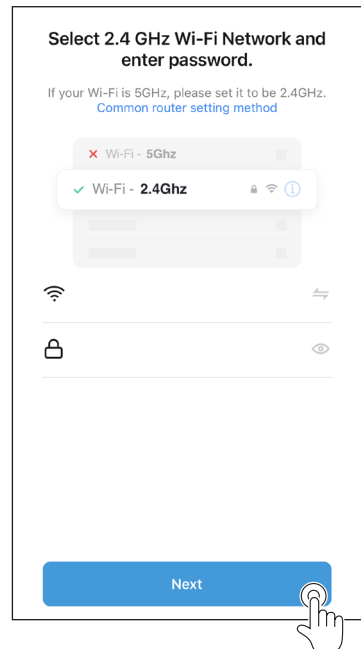 Select 2.4 GHz Wi-Fi Network and
enter password.
If your Wi-Fi is 5GHz, please set it to be 2.4GHz.
Common router setting method
Wi-Fi - 5Ghz
Wi-Fi - 2.4Ghz
Next